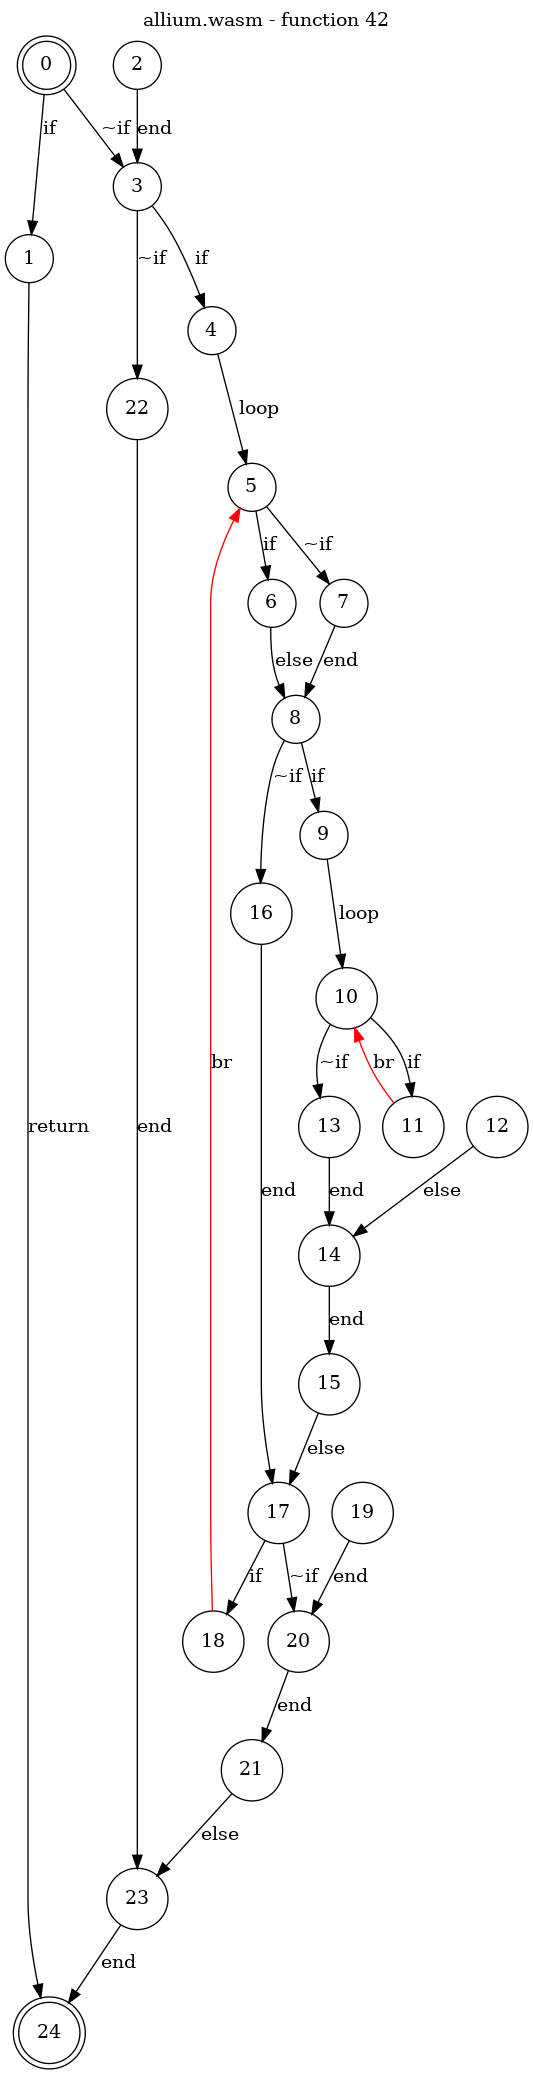 allium.wasm - function 42
0
2
if
~if
end
3
1
~if
if
4
22
loop
5
if
~if
6
7
else
end
8
~if
if
9
16
loop
10
br
~if
br
if
return
end
13
11
12
end
end
else
14
end
15
else
17
19
if
~if
end
18
20
end
21
else
23
end
24